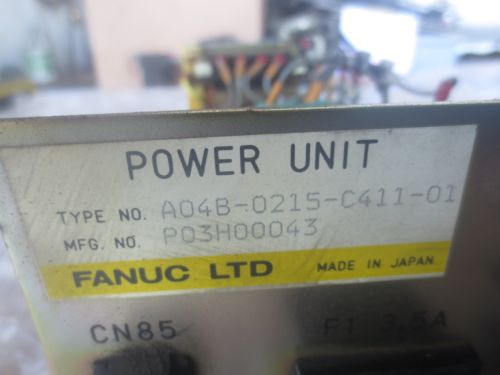 POWER UNIT
TYPE NO. A04B-0215-C411-01
MFG. NO. P03H00043
FANUC LTD MADE IN JAPAN
CN85 F1 3.5A